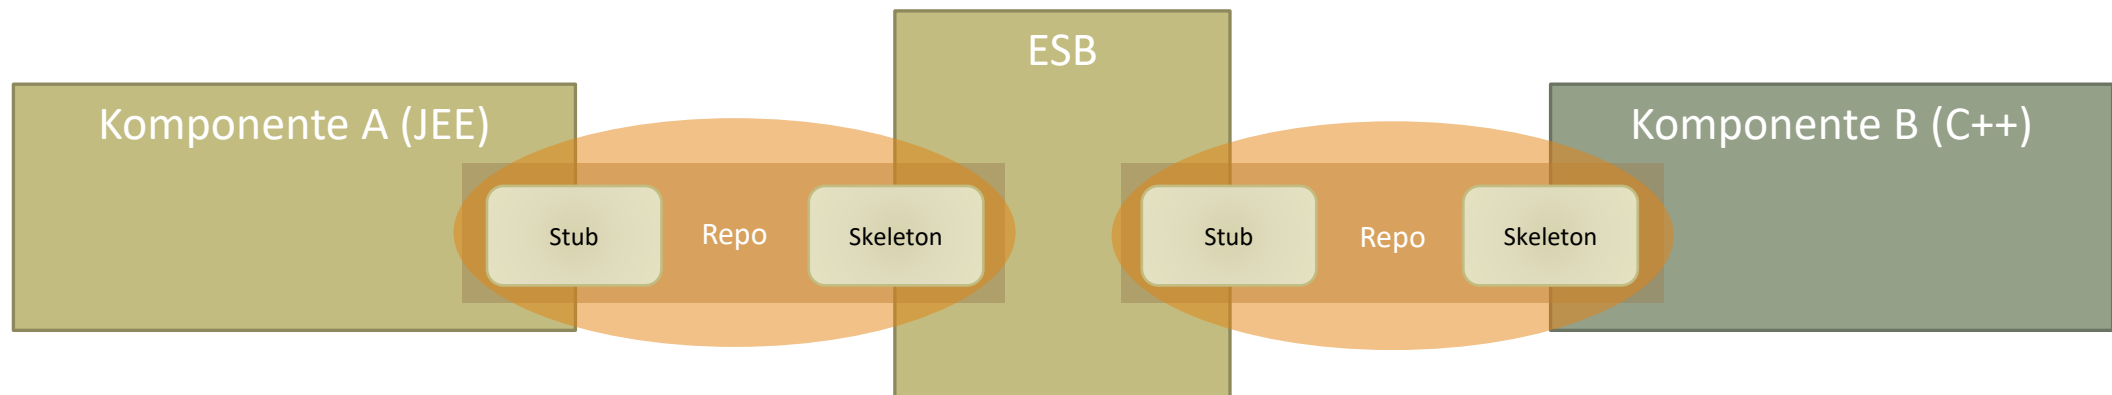 ESB
Komponente A (JEE)
Komponente B (C++)
Stub
Repo
Skeleton
Stub
Repo
Skeleton